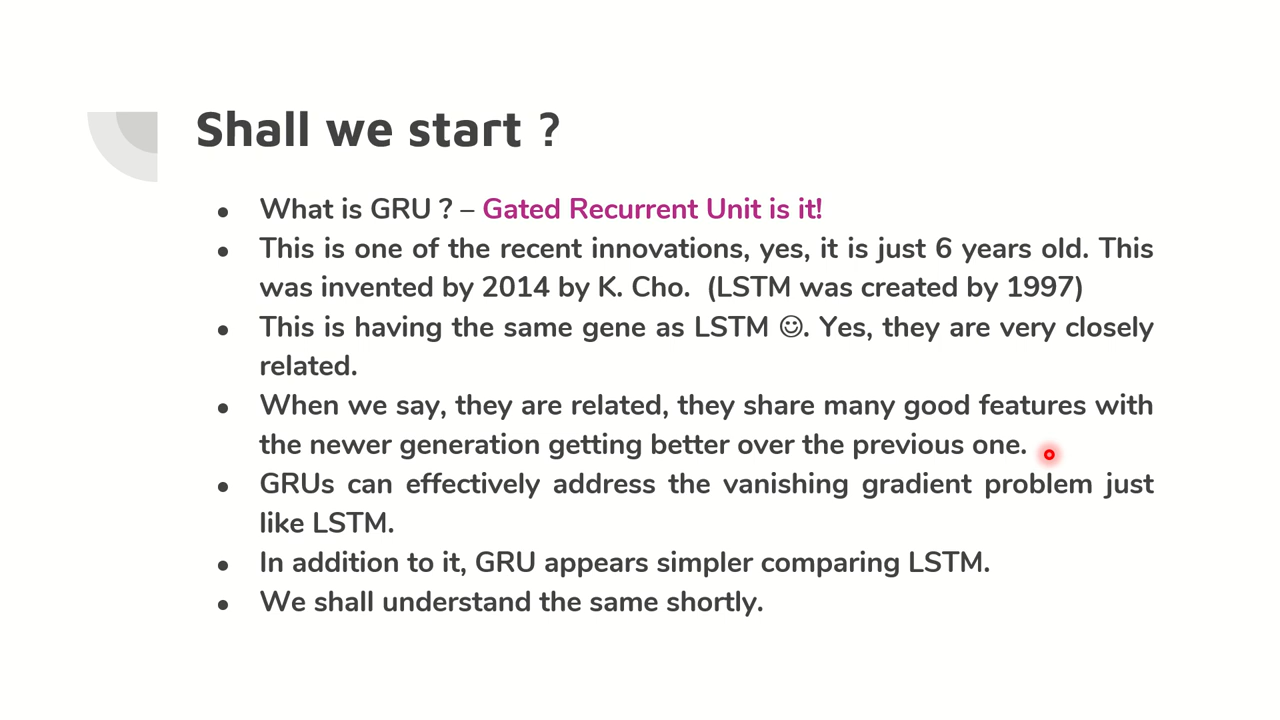 Shall we start ?
• What is GRU ? – Gated Recurrent Unit is it!
• This is one of the recent innovations, yes, it is just 6 years old. This
was invented by 2014 by K. Cho.  (LSTM was created by 1997)
• This is having the same gene as LSTM ☺. Yes, they are very closely
related.
• When we say, they are related, they share many good features with
the newer generation getting better over the previous one.
• GRUs can effectively address the vanishing gradient problem just
like LSTM.
• In addition to it, GRU appears simpler comparing LSTM.
• We shall understand the same shortly.